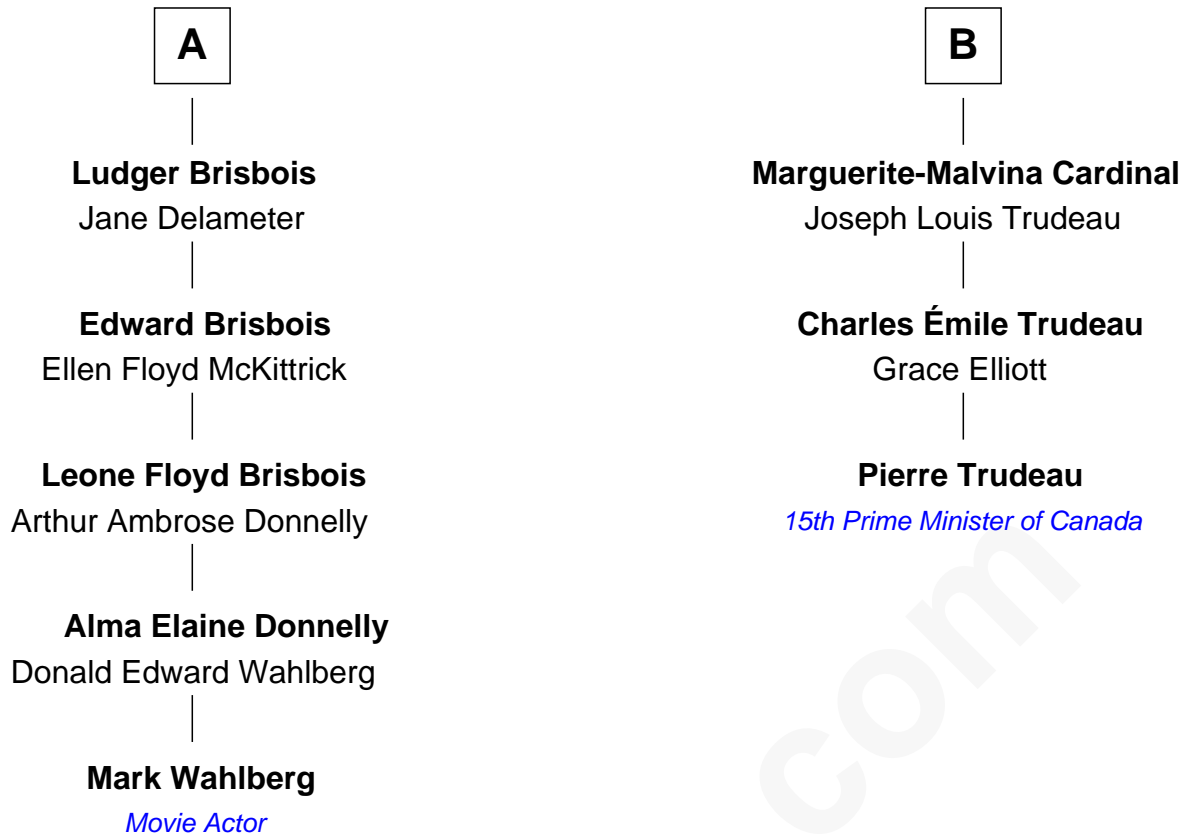 A
Ludger Brisbois
Jane Delameter
Edward Brisbois
Ellen Floyd McKittrick
Leone Floyd Brisbois
Arthur Ambrose Donnelly
Alma Elaine Donnelly
Donald Edward Wahlberg
Mark Wahlberg
Movie Actor
B
Marguerite-Malvina Cardinal
Joseph Louis Trudeau
Charles Émile Trudeau
Grace Elliott
Pierre Trudeau
15th Prime Minister of Canada
com